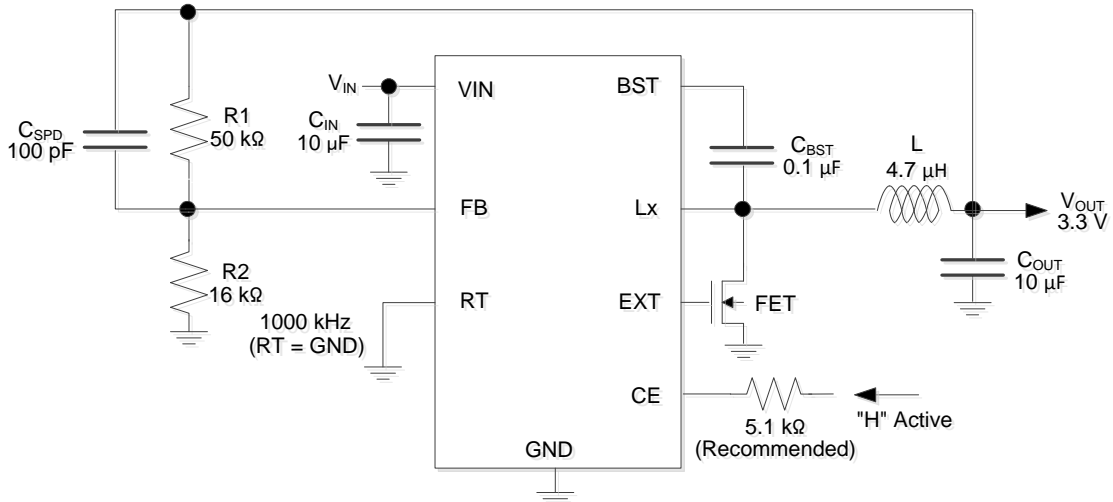 C_SPD
100 pF
R1
50 kΩ
R2
16 kΩ
V_IN
C_IN
10 µF
VIN
FB
RT
1000 kHz
(RT = GND)
GND
BST
Lx
EXT
CE
C_BST
0.1 µF
FET
5.1 kΩ
(Recommended)
"H" Active
L
4.7 µH
V_OUT
3.3 V
C_OUT
10 µF